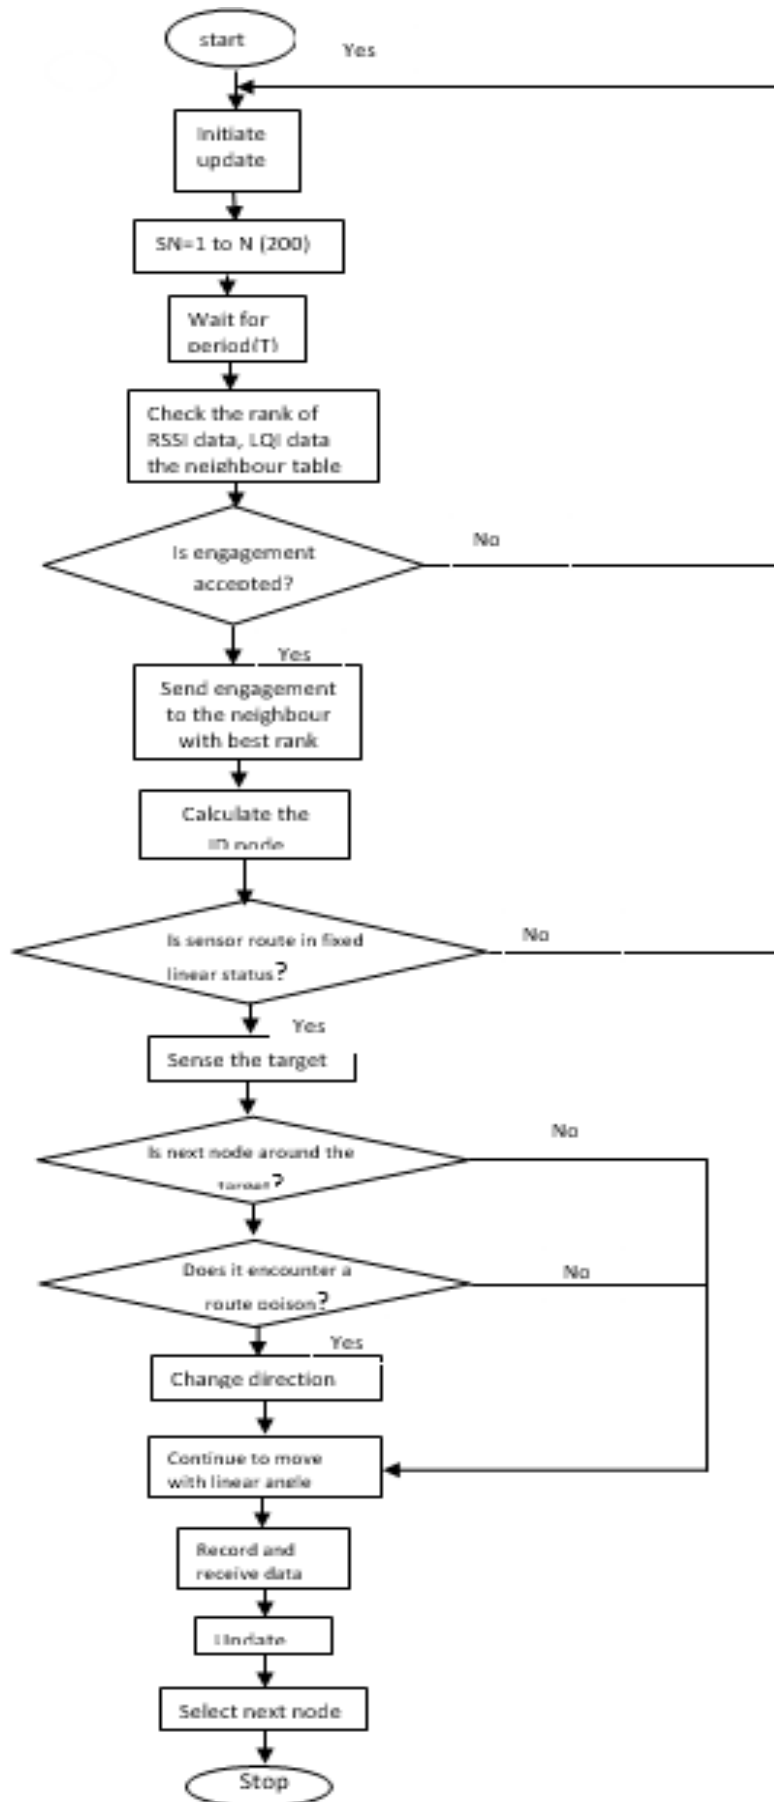 start
Yes
Initiate
update
SN=1 to N (200)
Wait for
period(T)
Check the rank of
RSSI data, LQI data
the neighbour table
Is engagement
accepted?
No
Yes
Send engagement
to the neighbour
with best rank
Calculate the
ID node
Is sensor route in fixed
linear status?
No
Yes
Sense the target
Is next node around the
target?
No
Does it encounter a
route poison?
No
Yes
Change direction
Continue to move
with linear angle
Record and
receive data
Update
Select next node
Stop